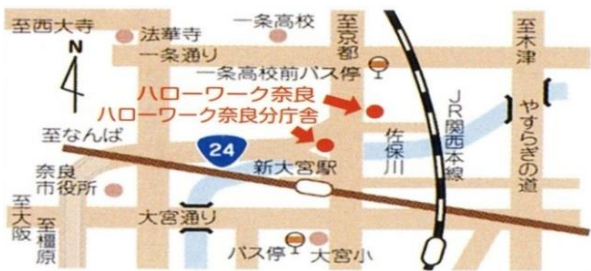 至西大寺
法華寺
一条高校
至京都
至木津
N
一条通り
一条高校前バス停
ハローワーク奈良
ハローワーク奈良分庁舎
至なんば
24
新大宮駅
佐保川
JR関西本線
やすらぎの道
奈良
市役所
至大阪
至橿原
大宮通り
バス停
大宮小